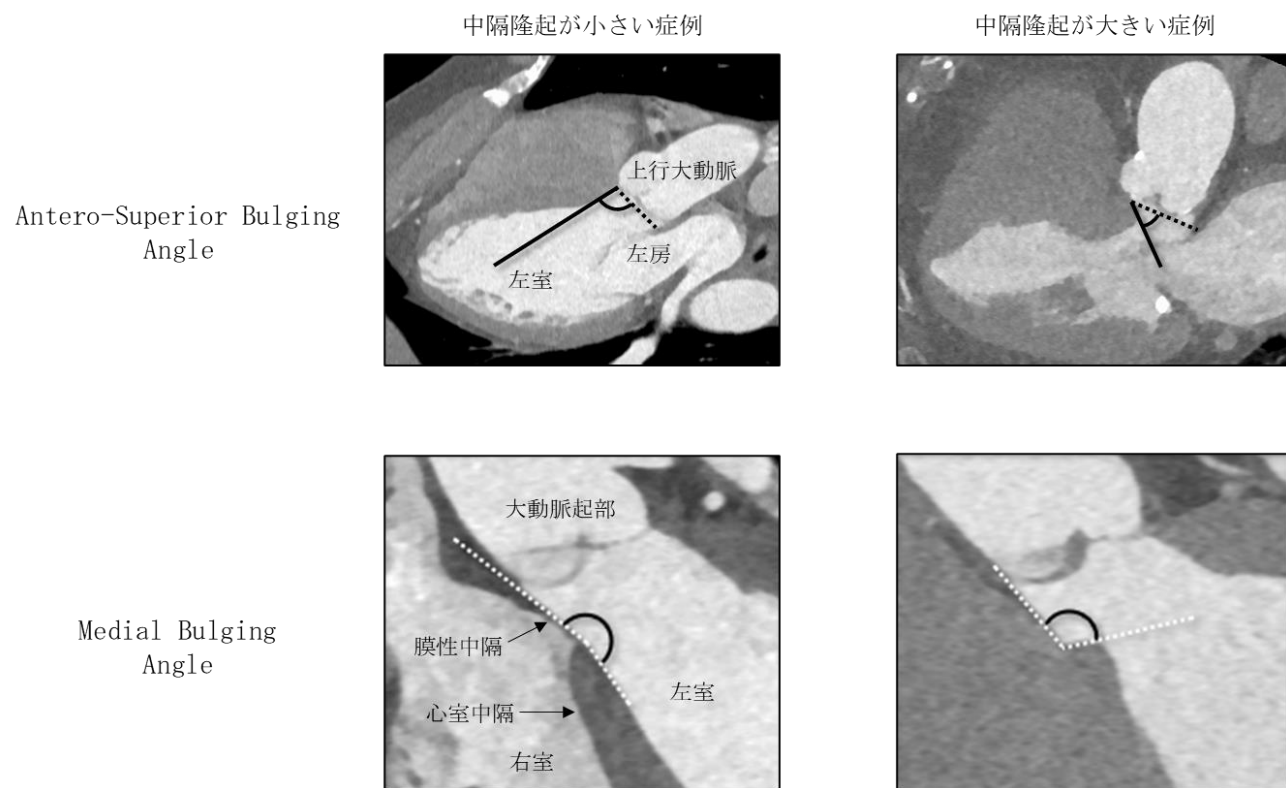 中隔隆起が小さい症例
中隔隆起が大きい症例
Antero-Superior Bulging
Angle
上行大動脈
左房
左室
Medial Bulging
Angle
大動脈起部
膜性中隔
左室
心室中隔
右室